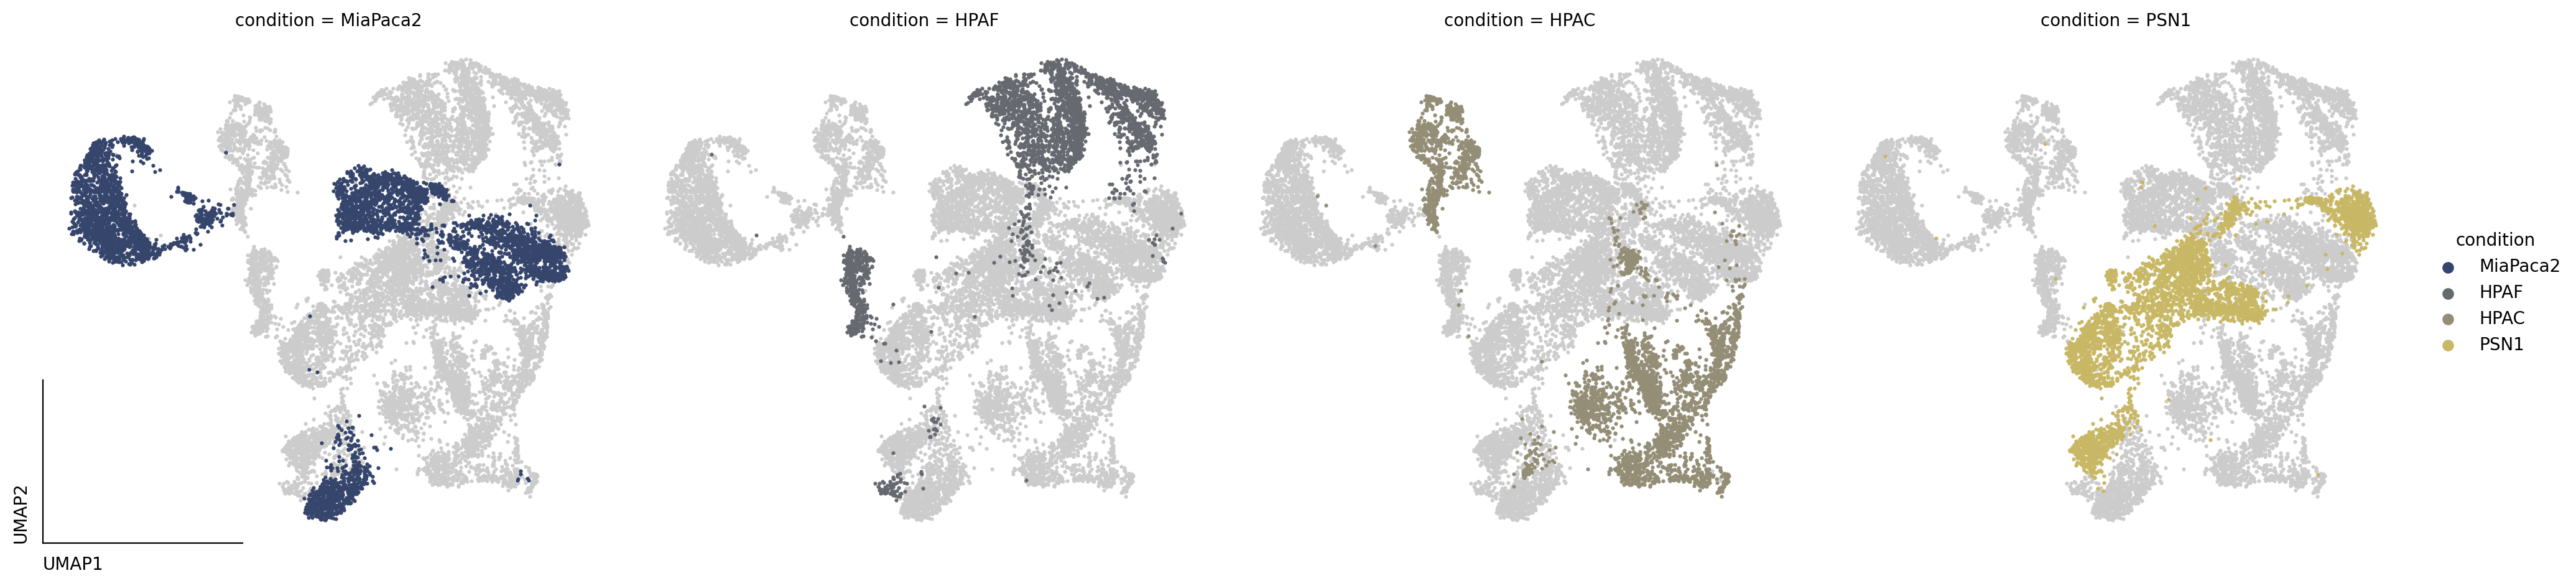 condition = MiaPaca2
condition = HPAF
condition = HPAC
condition = PSN1
condition
MiaPaca2
HPAF
HPAC
PSN1
UMAP2
UMAP1